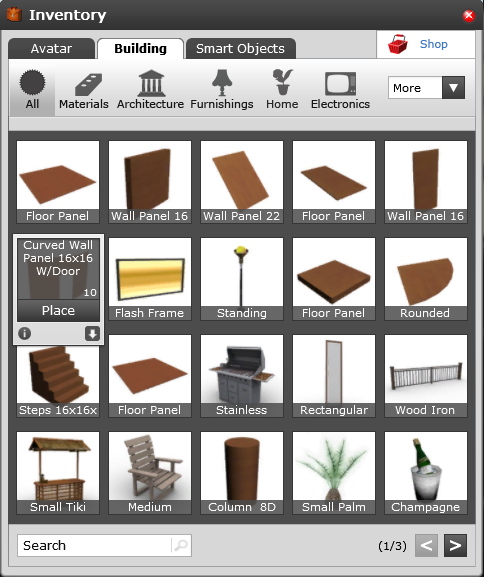 Inventory
Avatar
Building
Smart Objects
Shop
All
Materials
Architecture
Furnishings
Home
Electronics
More
Floor Panel
Wall Panel 16
Wall Panel 22
Floor Panel
Wall Panel 16
Curved Wall
Panel 16x16
W/Door
10
Place
Flash Frame
Standing
Floor Panel
Rounded
Steps 16x16x
Floor Panel
Stainless
Rectangular
Wood Iron
Small Tiki
Medium
Column 8D
Small Palm
Champagne
Search
(1/3)
<
>